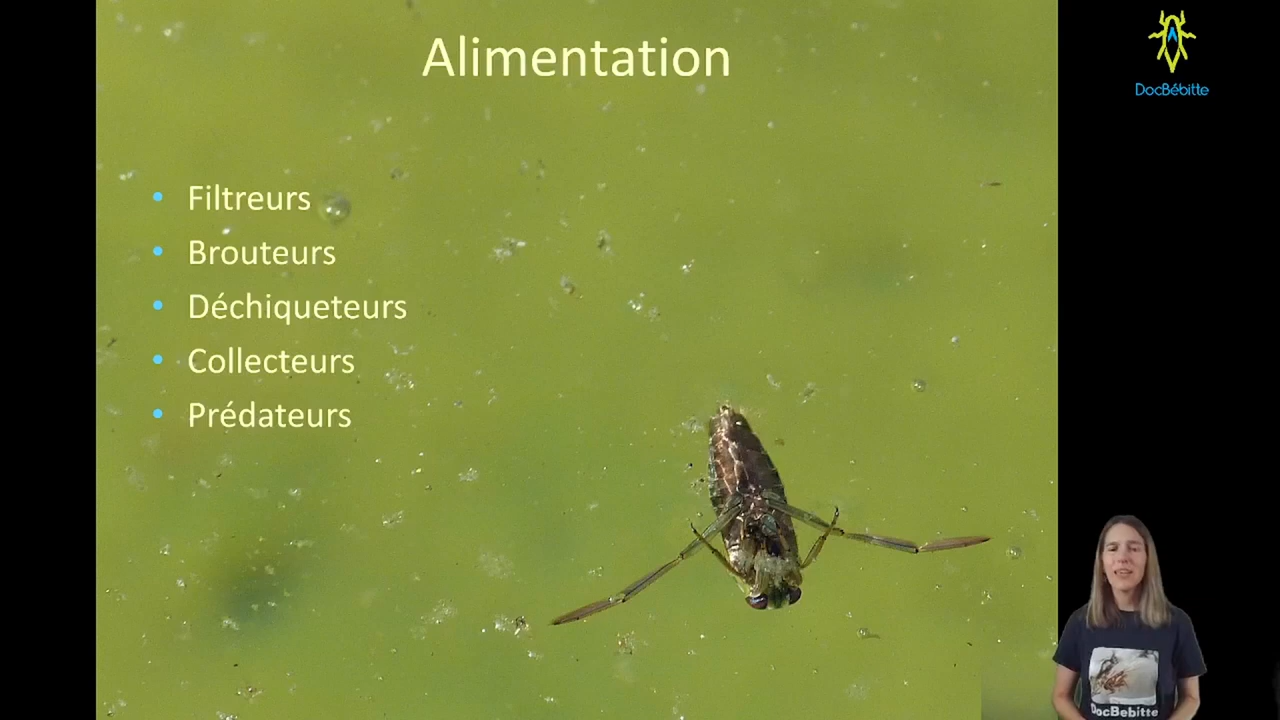 Alimentation
DocBébitte
Filtreurs
Brouteurs
Déchiqueteurs
Collecteurs
Prédateurs
DocBebitte